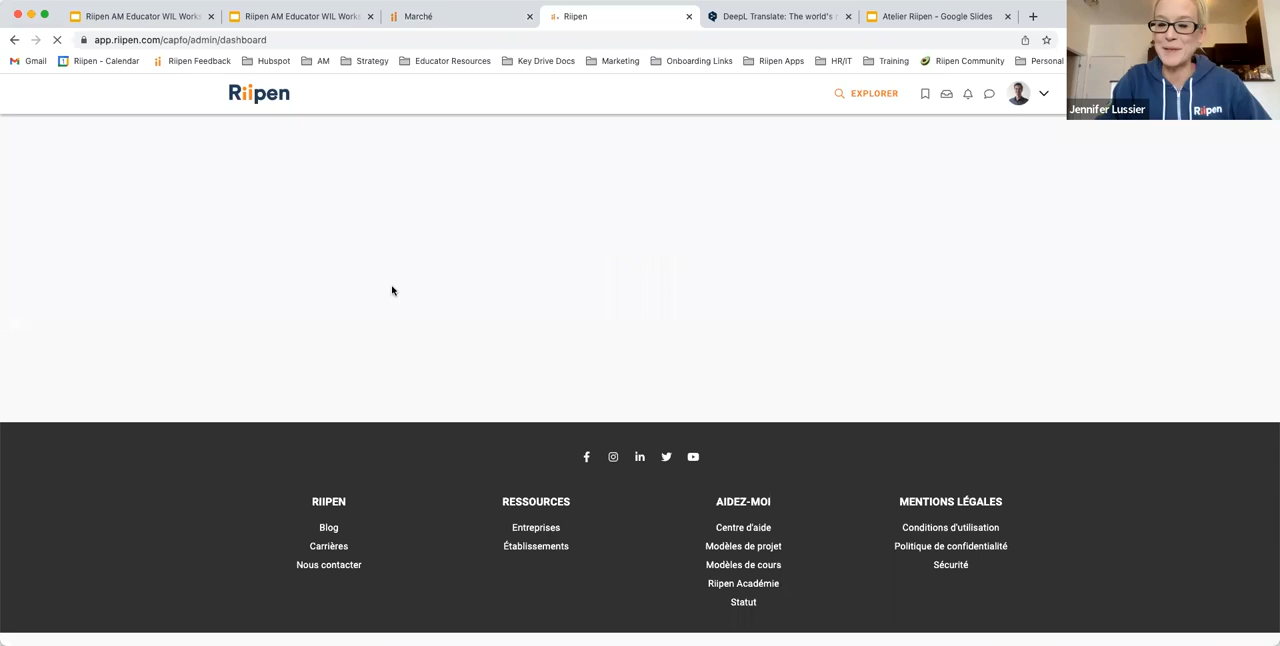 Riipen AM Educator WIL Works
Riipen AM Educator WIL Works
Marché
Riipen
DeepL Translate: The world's
Atelier Riipen - Google Slides
app.riipen.com/capfo/admin/dashboard
Gmail
Riipen - Calendar
Riipen Feedback
Hubspot
AM
Strategy
Educator Resources
Key Drive Docs
Marketing
Onboarding Links
Riipen Apps
HR/IT
Training
Riipen Community
Personal
Riipen
EXPLORER
Riipen
Jennifer Lussier
RIIPEN
Blog
Carrières
Nous contacter
RESSOURCES
Entreprises
Établissements
AIDEZ-MOI
Centre d'aide
Modèles de projet
Modèles de cours
Riipen Académie
Statut
MENTIONS LÉGALES
Conditions d'utilisation
Politique de confidentialité
Sécurité